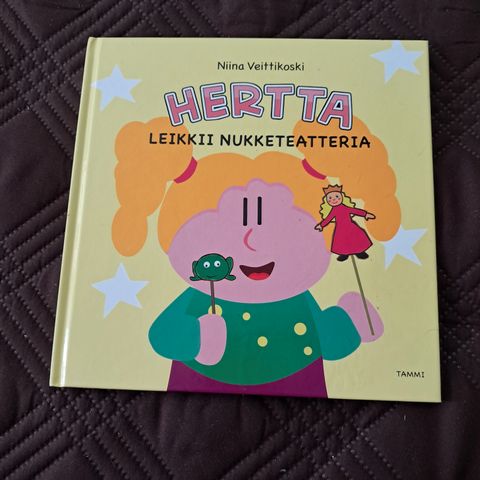 Niina Veittikoski
HERTTA
LEIKKII NUKKETEATTERIA
TAMMI